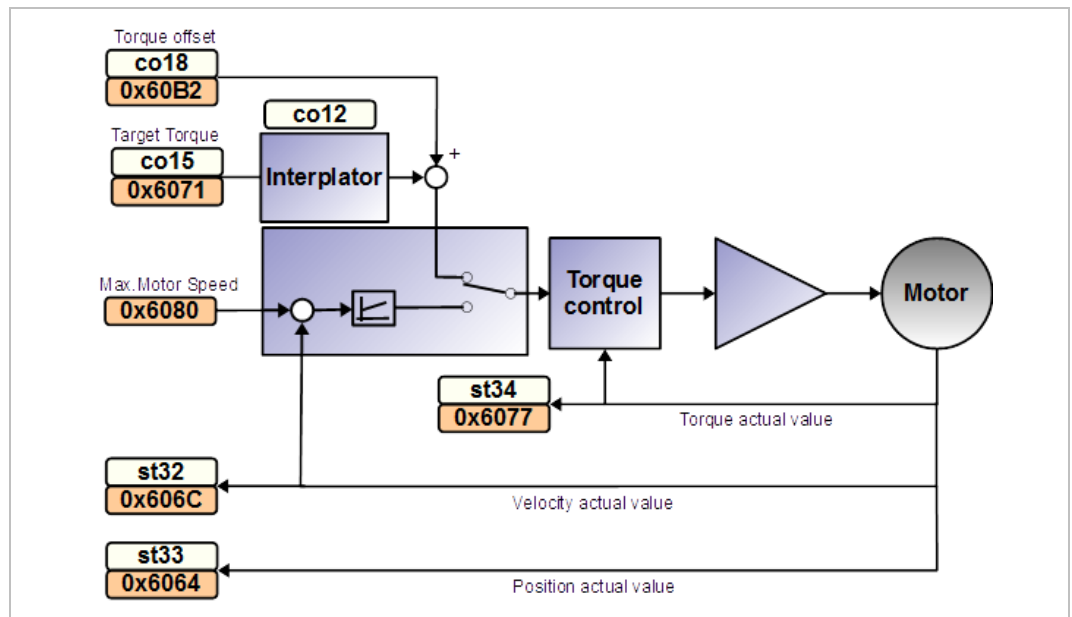 Torque offset
co18
0x60B2
co12
Target Torque
co15
0x6071
Interplator
+
Max.Motor Speed
0x6080
Torque
control
Motor
st34
0x6077
Torque actual value
st32
0x606C
Velocity actual value
st33
0x6064
Position actual value